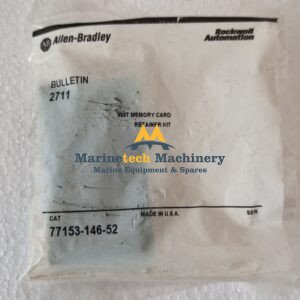 AB Allen-Bradley
Rockwell
Automation
BULLETIN
2711
MEMORY CARD
RETAINER KIT
Marinetech Machinery
Marine Equipment & Spares
CAT
MADE IN U.S.A.
SER
77153-146-52